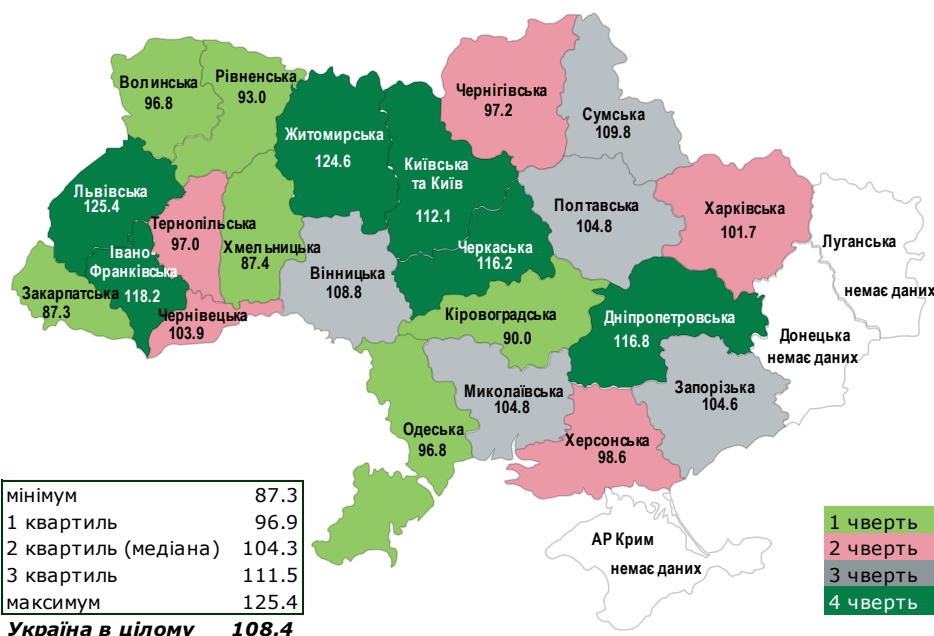 Волинська
96.8
Рівненська
93.0
Житомирська
124.6
Київська
та Київ
112.1
Чернігівська
97.2
Сумська
109.8
Львівська
125.4
Тернопільська
97.0
Хмельницька
87.4
Івано-
Франківська
118.2
Закарпатська
87.3
Чернівецька
103.9
Вінницька
108.8
Черкаська
116.2
Полтавська
104.8
Харківська
101.7
Луганська
немає даних
Донецька
немає даних
Кіровоградська
90.0
Дніпропетровська
116.8
Миколаївська
104.8
Запорізька
104.6
Одеська
96.8
Херсонська
98.6
АР Крим
немає даних
мінімум 87.3
1 квартиль 96.9
2 квартиль (медіана) 104.3
3 квартиль 111.5
максимум 125.4
Україна в цілому 108.4
1 чверть
2 чверть
3 чверть
4 чверть